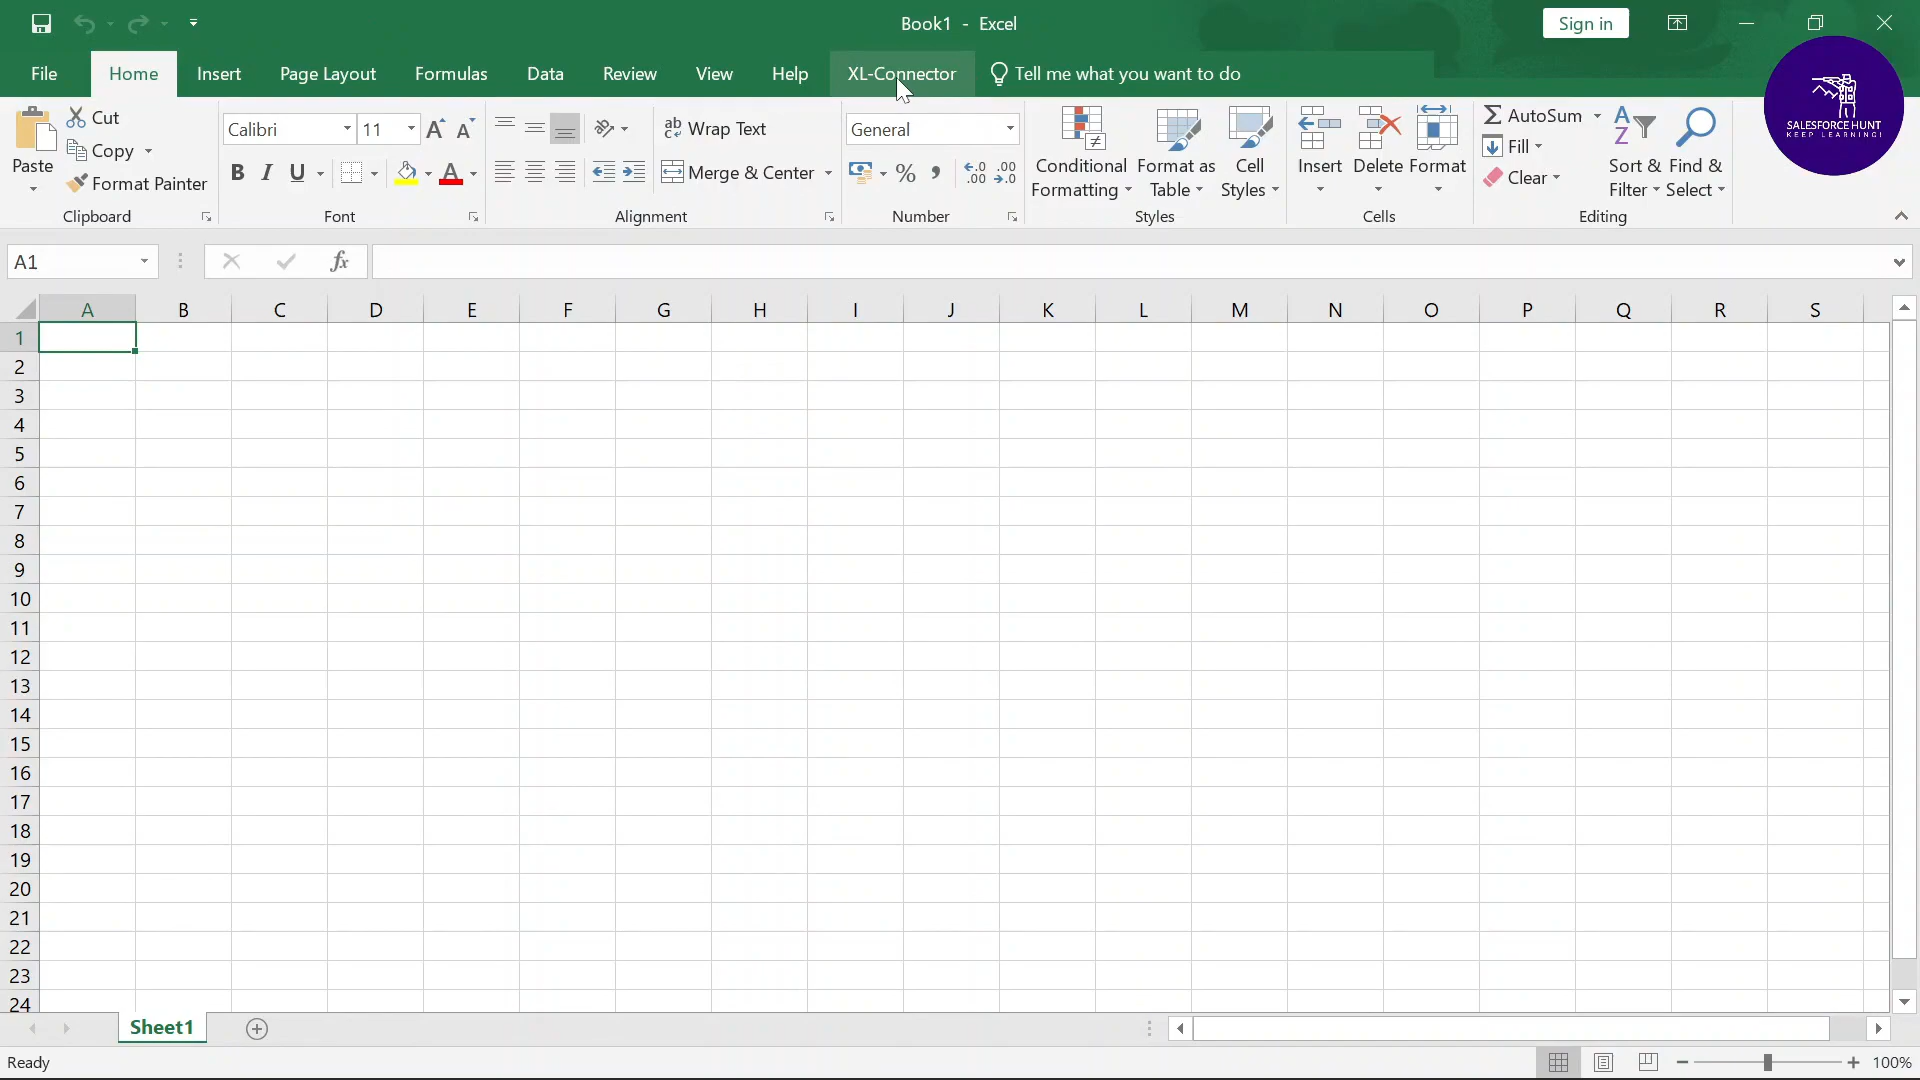 Book1 - Excel
Sign in
File Home Insert Page Layout Formulas Data Review View Help XL-Connector Tell me what you want to do
SALESFORCE HUNT
KEEP LEARNING!
Paste
Cut
Copy
Format Painter
Clipboard
Calibri 11
B I U
Font
ab Wrap Text
Merge & Center
Alignment
General
% ,
Number
Conditional Formatting
Format as Table
Cell Styles
Styles
Insert Delete Format
Cells
AutoSum
Fill
Clear
Sort & Filter
Find & Select
Editing
A1
fx
A B C D E F G H I J K L M N O P Q R S
1
2
3
4
5
6
7
8
9
10
11
12
13
14
15
16
17
18
19
20
21
22
23
24
Sheet1
Ready
100%